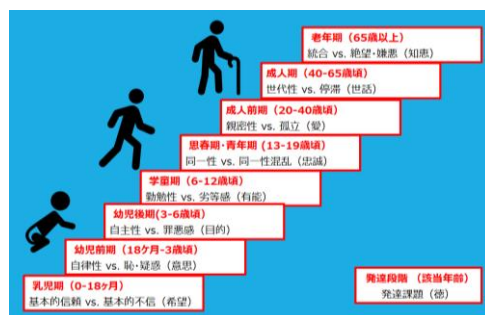 老年期（65歳以上）
統合 vs. 絶望・嫌悪（知恵）
成人期（40-65歳頃）
世代性 vs. 停滞（世話）
成人前期（20-40歳頃）
親密性 vs. 孤立（愛）
思春期・青年期（13-19歳頃）
同一性 vs. 同一性混乱（忠誠）
学童期（6-12歳頃）
勤勉性 vs. 劣等感（有能）
幼児後期(3-6歳頃)
自主性 vs. 罪悪感（目的）
幼児前期（18ケ月-3歳頃）
自律性 vs. 恥・疑惑（意思）
乳児期（0-18ヶ月）
基本的信頼 vs. 基本的不信（希望）
発達段階 （該当年齢）
発達課題（徳）